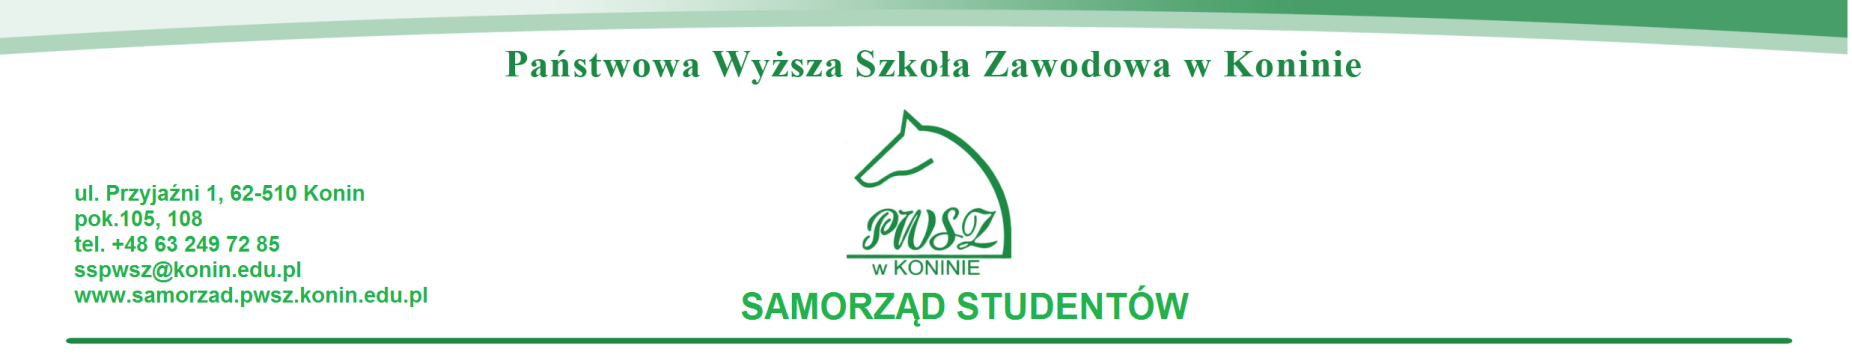 Państwowa Wyższa Szkoła Zawodowa w Koninie
ul. Przyjaźni 1, 62-510 Konin
pok.105, 108
tel. +48 63 249 72 85
sspwsz@konin.edu.pl
www.samorzad.pwsz.konin.edu.pl
PWSZ
w KONINIE
SAMORZĄD STUDENTÓW